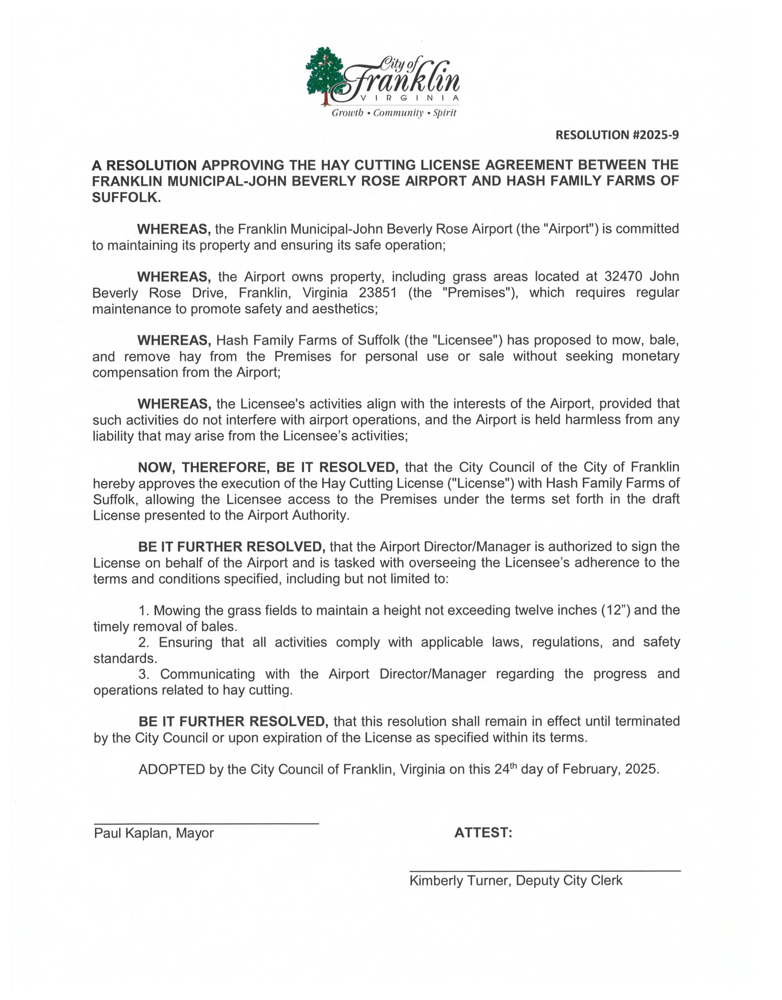 City of
Franklin
VIRGINIA
Growth • Community • Spirit
RESOLUTION #2025-9
A RESOLUTION APPROVING THE HAY CUTTING LICENSE AGREEMENT BETWEEN THE
FRANKLIN MUNICIPAL-JOHN BEVERLY ROSE AIRPORT AND HASH FAMILY FARMS OF
SUFFOLK.
WHEREAS, the Franklin Municipal-John Beverly Rose Airport (the "Airport") is committed
to maintaining its property and ensuring its safe operation;
WHEREAS, the Airport owns property, including grass areas located at 32470 John
Beverly Rose Drive, Franklin, Virginia 23851 (the "Premises"), which requires regular
maintenance to promote safety and aesthetics;
WHEREAS, Hash Family Farms of Suffolk (the "Licensee") has proposed to mow, bale,
and remove hay from the Premises for personal use or sale without seeking monetary
compensation from the Airport;
WHEREAS, the Licensee's activities align with the interests of the Airport, provided that
such activities do not interfere with airport operations, and the Airport is held harmless from any
liability that may arise from the Licensee’s activities;
NOW, THEREFORE, BE IT RESOLVED, that the City Council of the City of Franklin
hereby approves the execution of the Hay Cutting License ("License") with Hash Family Farms of
Suffolk, allowing the Licensee access to the Premises under the terms set forth in the draft
License presented to the Airport Authority.
BE IT FURTHER RESOLVED, that the Airport Director/Manager is authorized to sign the
License on behalf of the Airport and is tasked with overseeing the Licensee’s adherence to the
terms and conditions specified, including but not limited to:
1. Mowing the grass fields to maintain a height not exceeding twelve inches (12”) and the
timely removal of bales.
2. Ensuring that all activities comply with applicable laws, regulations, and safety
standards.
3. Communicating with the Airport Director/Manager regarding the progress and
operations related to hay cutting.
BE IT FURTHER RESOLVED, that this resolution shall remain in effect until terminated
by the City Council or upon expiration of the License as specified within its terms.
ADOPTED by the City Council of Franklin, Virginia on this 24th day of February, 2025.
Paul Kaplan, Mayor
ATTEST:
Kimberly Turner, Deputy City Clerk